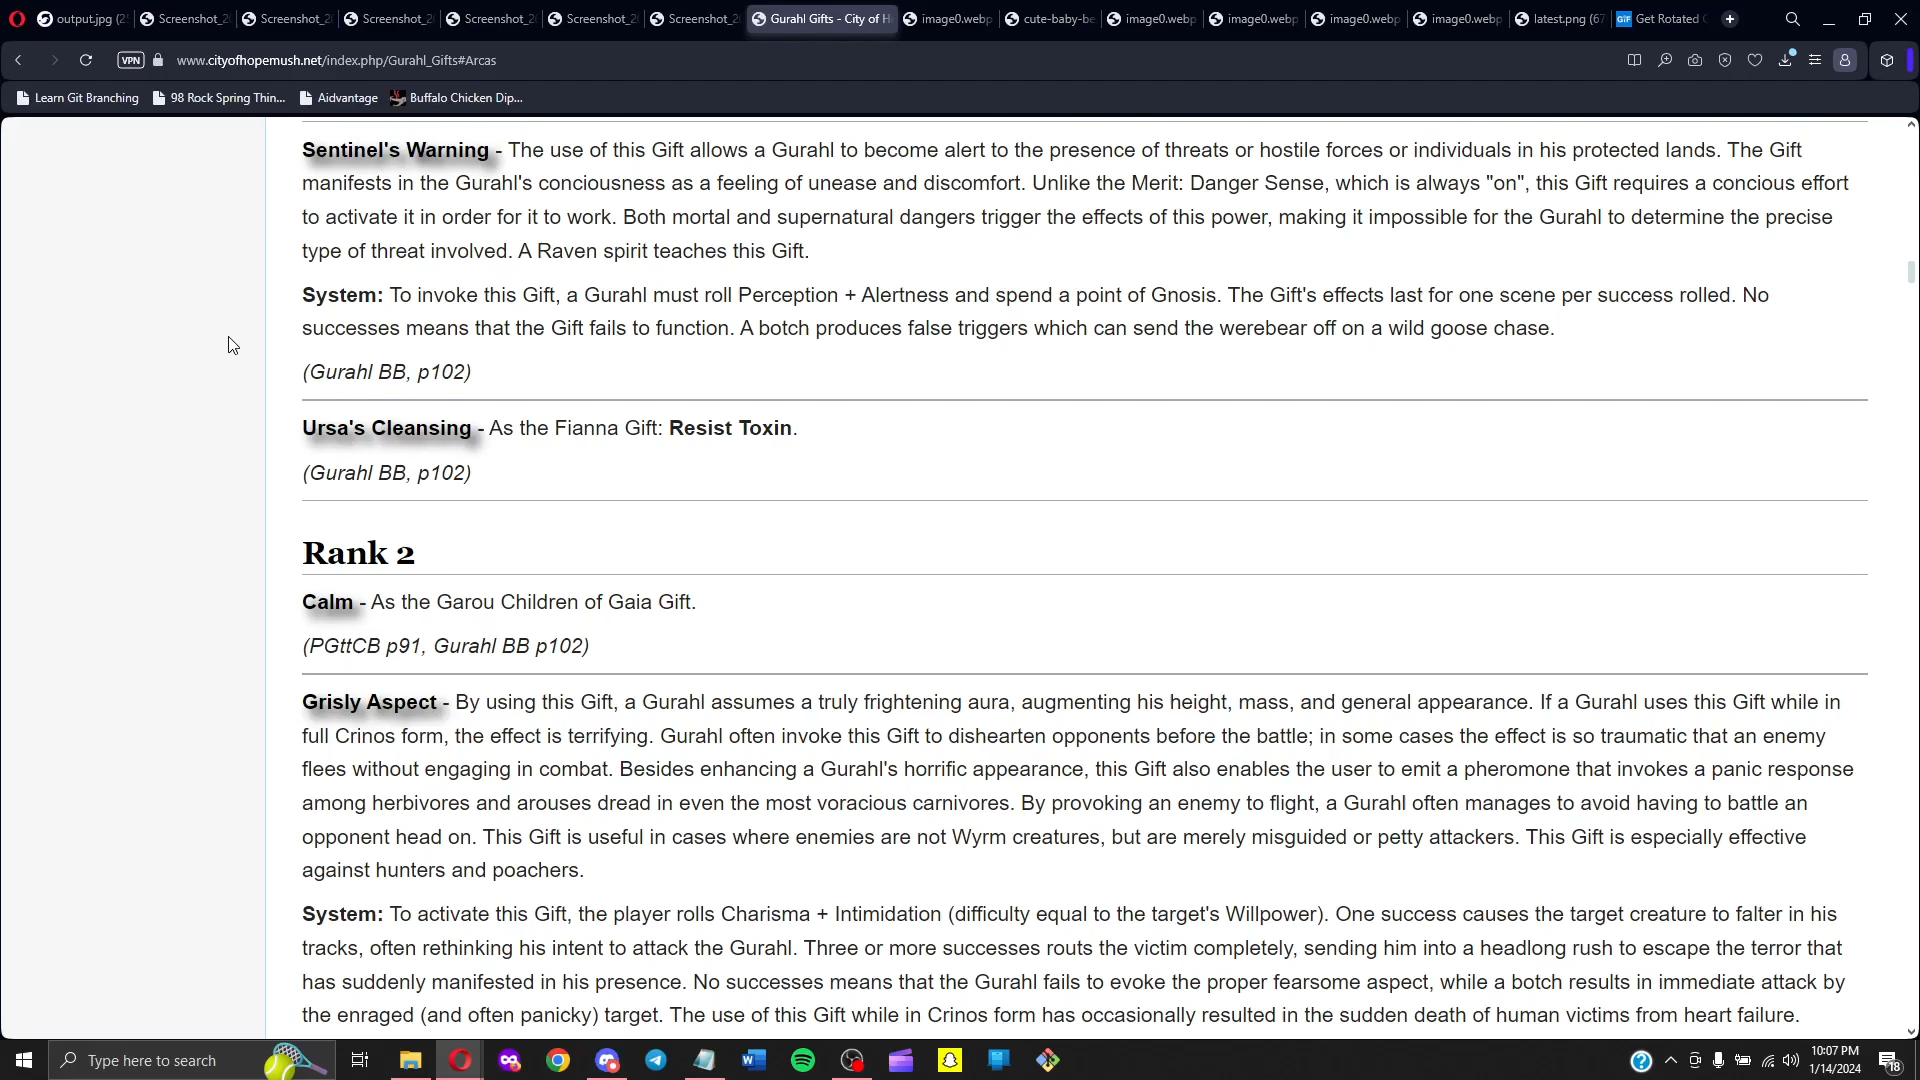 output.jpg (2
Screenshot_2
Screenshot_2
Screenshot_2
Screenshot_2
Screenshot_2
Screenshot_2
Gurahl Gifts - City of H
image0.webp
cute-baby-be
image0.webp
image0.webp
image0.webp
image0.webp
latest.png (67
GIF Get Rotated
VPN www.cityofhopemush.net/index.php/Gurahl_Gifts#Arcas
Learn Git Branching 98 Rock Spring Thin... Aidvantage Buffalo Chicken Dip...
Sentinel's Warning - The use of this Gift allows a Gurahl to become alert to the presence of threats or hostile forces or individuals in his protected lands. The Gift
manifests in the Gurahl's conciousness as a feeling of unease and discomfort. Unlike the Merit: Danger Sense, which is always "on", this Gift requires a concious effort
to activate it in order for it to work. Both mortal and supernatural dangers trigger the effects of this power, making it impossible for the Gurahl to determine the precise
type of threat involved. A Raven spirit teaches this Gift.
System: To invoke this Gift, a Gurahl must roll Perception + Alertness and spend a point of Gnosis. The Gift's effects last for one scene per success rolled. No
successes means that the Gift fails to function. A botch produces false triggers which can send the werebear off on a wild goose chase.
(Gurahl BB, p102)
Ursa's Cleansing - As the Fianna Gift: Resist Toxin.
(Gurahl BB, p102)
Rank 2
Calm - As the Garou Children of Gaia Gift.
(PGttCB p91, Gurahl BB p102)
Grisly Aspect - By using this Gift, a Gurahl assumes a truly frightening aura, augmenting his height, mass, and general appearance. If a Gurahl uses this Gift while in
full Crinos form, the effect is terrifying. Gurahl often invoke this Gift to dishearten opponents before the battle; in some cases the effect is so traumatic that an enemy
flees without engaging in combat. Besides enhancing a Gurahl's horrific appearance, this Gift also enables the user to emit a pheromone that invokes a panic response
among herbivores and arouses dread in even the most voracious carnivores. By provoking an enemy to flight, a Gurahl often manages to avoid having to battle an
opponent head on. This Gift is useful in cases where enemies are not Wyrm creatures, but are merely misguided or petty attackers. This Gift is especially effective
against hunters and poachers.
System: To activate this Gift, the player rolls Charisma + Intimidation (difficulty equal to the target's Willpower). One success causes the target creature to falter in his
tracks, often rethinking his intent to attack the Gurahl. Three or more successes routs the victim completely, sending him into a headlong rush to escape the terror that
has suddenly manifested in his presence. No successes means that the Gurahl fails to evoke the proper fearsome aspect, while a botch results in immediate attack by
the enraged (and often panicky) target. The use of this Gift while in Crinos form has occasionally resulted in the sudden death of human victims from heart failure.
Type here to search
10:07 PM
1/14/2024
18